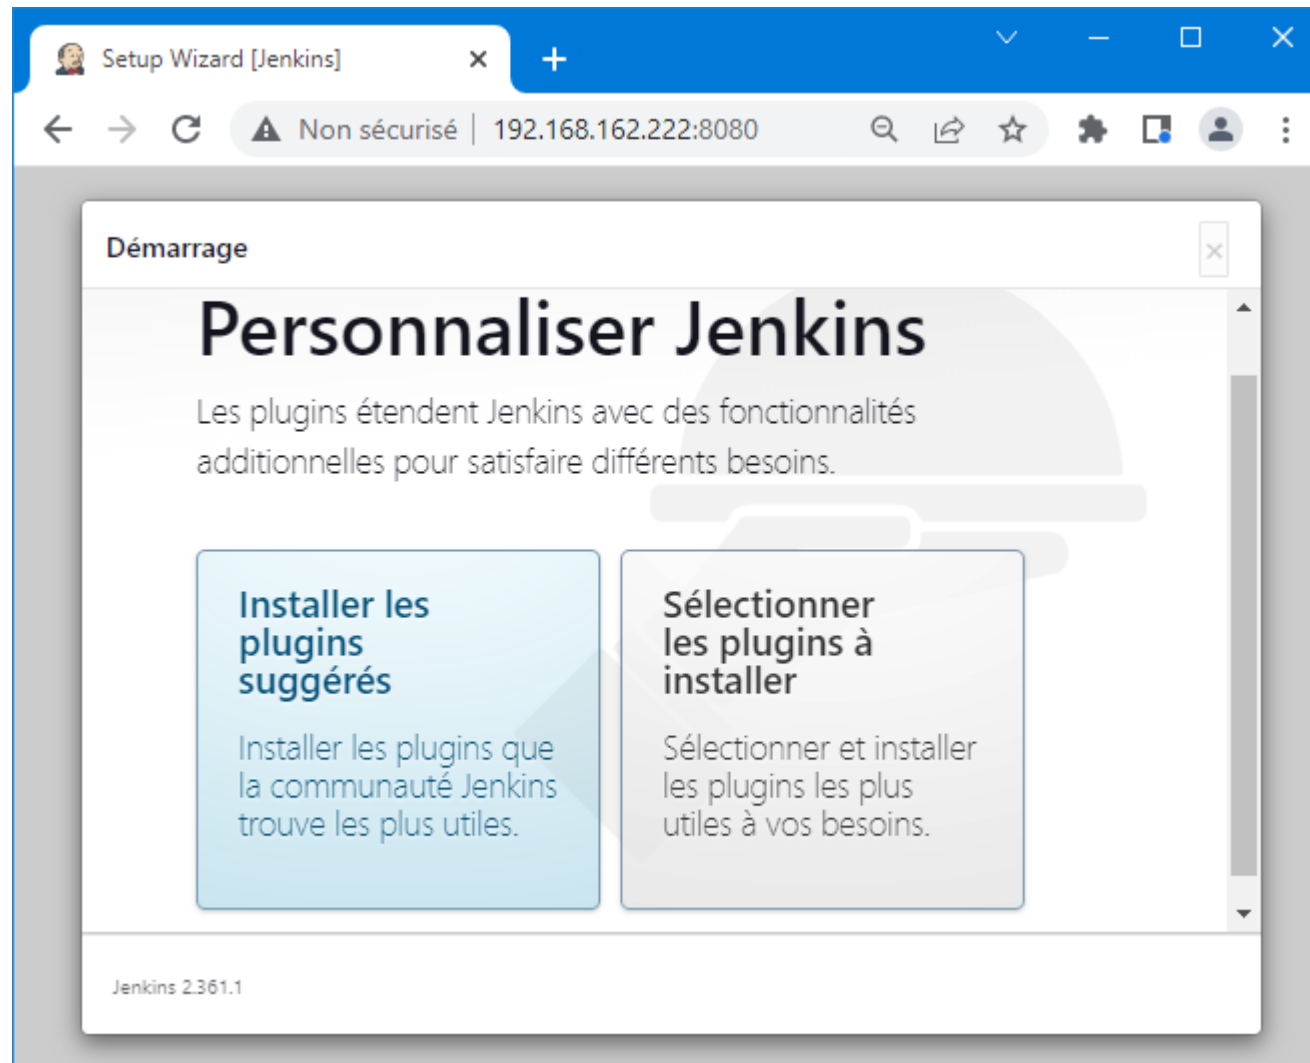 Setup Wizard [Jenkins]
Non sécurisé | 192.168.162.222:8080
Démarrage
Personnaliser Jenkins
Les plugins étendent Jenkins avec des fonctionnalités
additionnelles pour satisfaire différents besoins.
Installer les
plugins
suggérés
Installer les plugins que
la communauté Jenkins
trouve les plus utiles.
Sélectionner
les plugins à
installer
Sélectionner et installer
les plugins les plus
utiles à vos besoins.
Jenkins 2.361.1